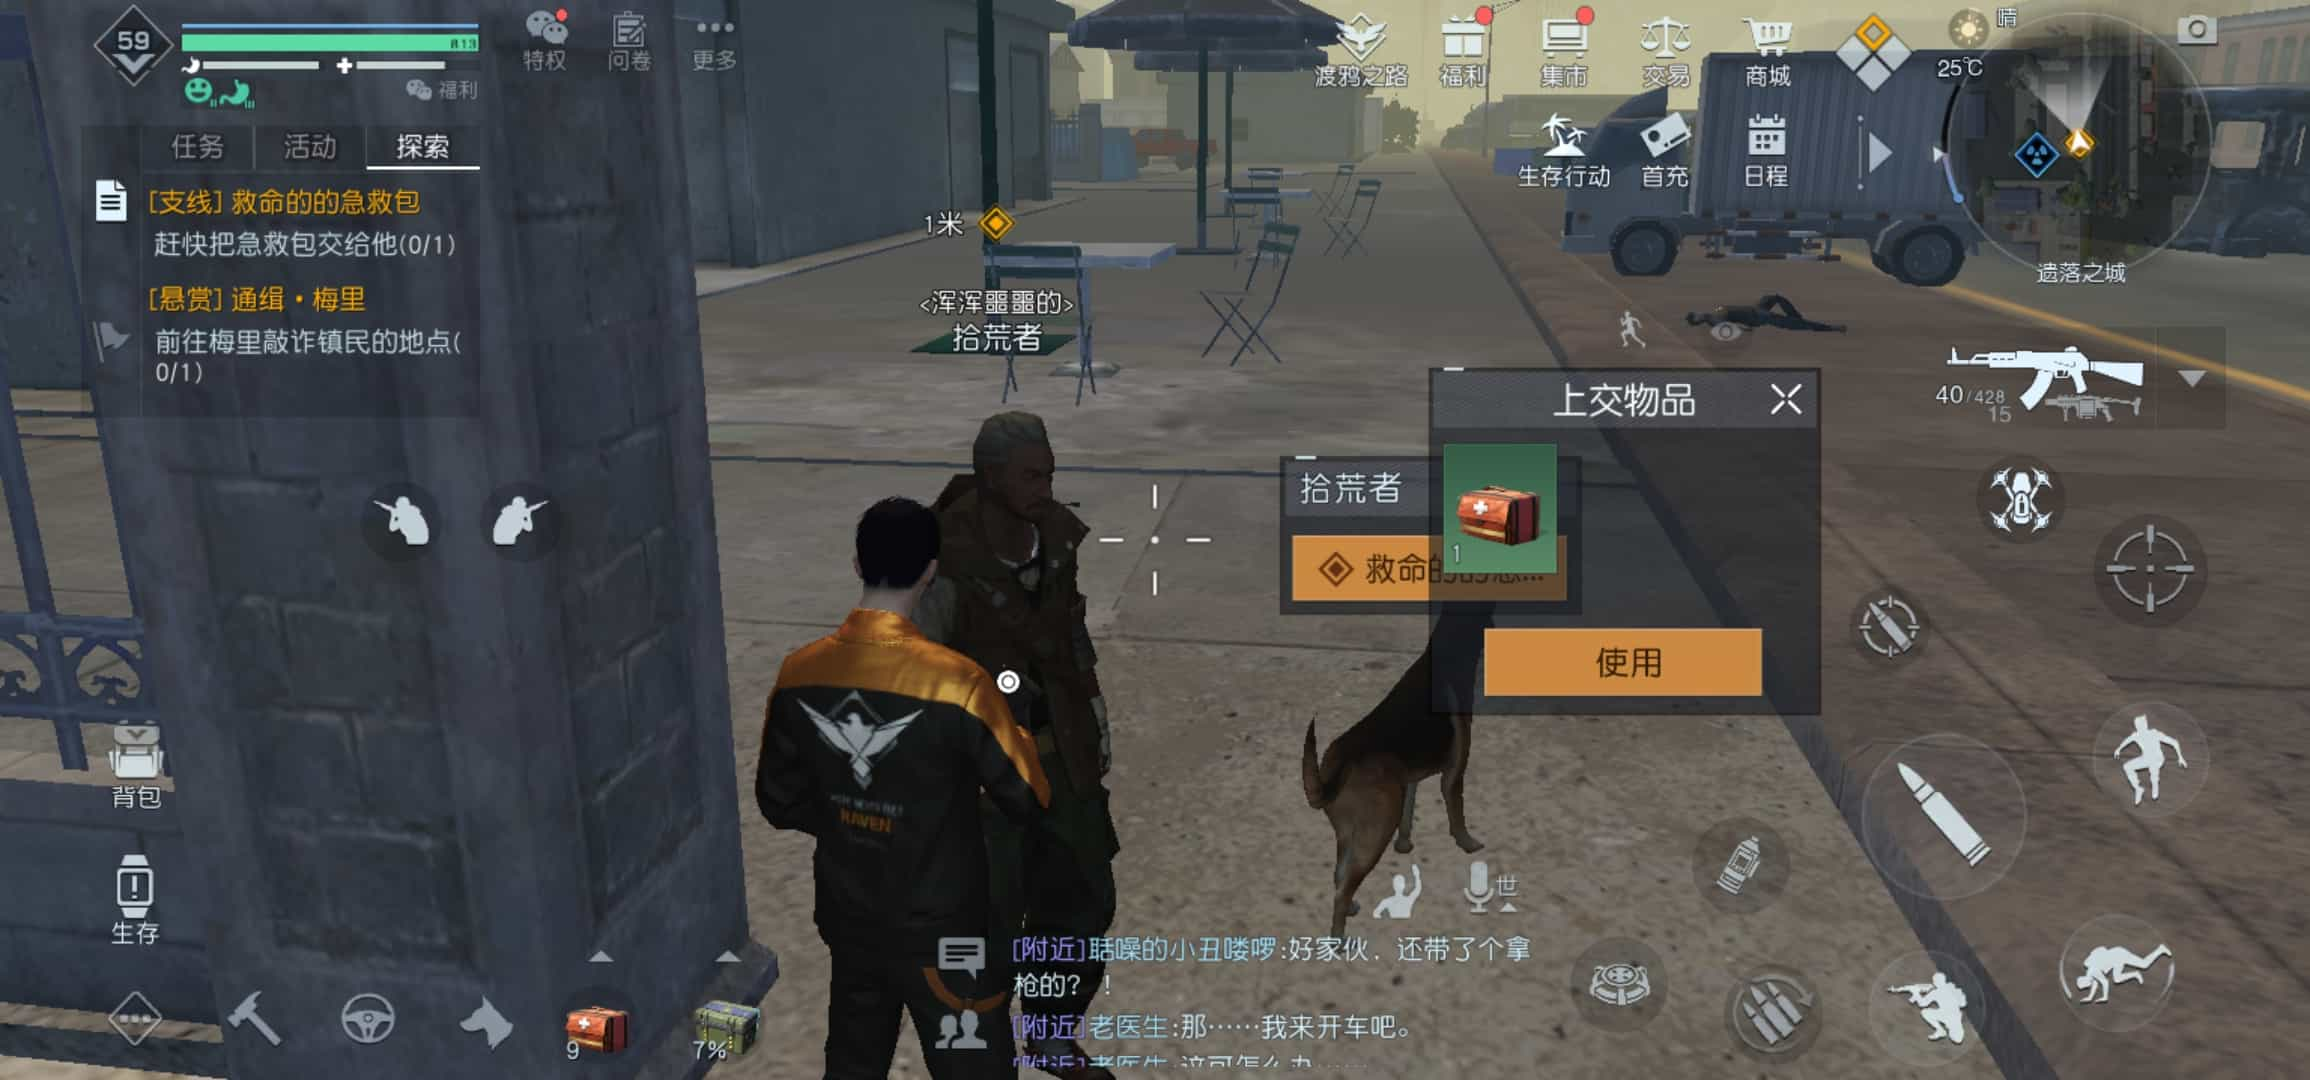 59
813
特权
问卷
更多
福利
任务
活动
探索
[支线] 救命的的急救包
赶快把急救包交给他(0/1)
[悬赏] 通缉·梅里
前往梅里敲诈镇民的地点(
0/1)
渡鸦之路
福利
集市
交易
商城
生存行动
首充
日程
晴
25℃
遗落之城
1米
<浑浑噩噩的>
拾荒者
40/428
15
上交物品
拾荒者
1
使用
背包
生存
9
7%
RAVEN
世
[附近]聒噪的小丑喽啰:好家伙，还带了个拿
枪的？！
[附近]老医生:那……我来开车吧。